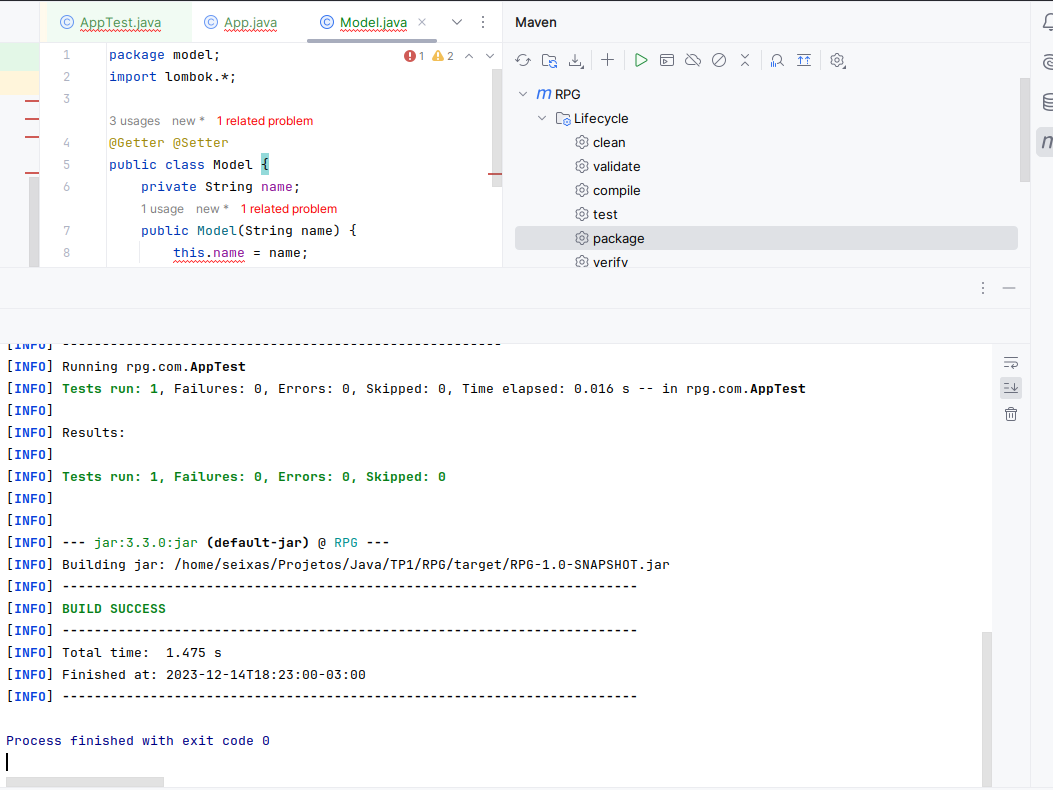 AppTest.java
App.java
Model.java
Maven
1 package model;
1 2
2 import lombok.*;
3
3 usages new * 1 related problem
4 @Getter @Setter
5 public class Model {
6 private String name;
1 usage new * 1 related problem
7 public Model(String name) {
8 this.name = name;
m RPG
Lifecycle
clean
validate
compile
test
package
verify
[INFO] -------------------------------------------------------
[INFO] Running rpg.com.AppTest
[INFO] Tests run: 1, Failures: 0, Errors: 0, Skipped: 0, Time elapsed: 0.016 s -- in rpg.com.AppTest
[INFO]
[INFO] Results:
[INFO]
[INFO] Tests run: 1, Failures: 0, Errors: 0, Skipped: 0
[INFO]
[INFO]
[INFO] --- jar:3.3.0:jar (default-jar) @ RPG ---
[INFO] Building jar: /home/seixas/Projetos/Java/TP1/RPG/target/RPG-1.0-SNAPSHOT.jar
[INFO] ------------------------------------------------------------------------
[INFO] BUILD SUCCESS
[INFO] ------------------------------------------------------------------------
[INFO] Total time:  1.475 s
[INFO] Finished at: 2023-12-14T18:23:00-03:00
[INFO] ------------------------------------------------------------------------
Process finished with exit code 0